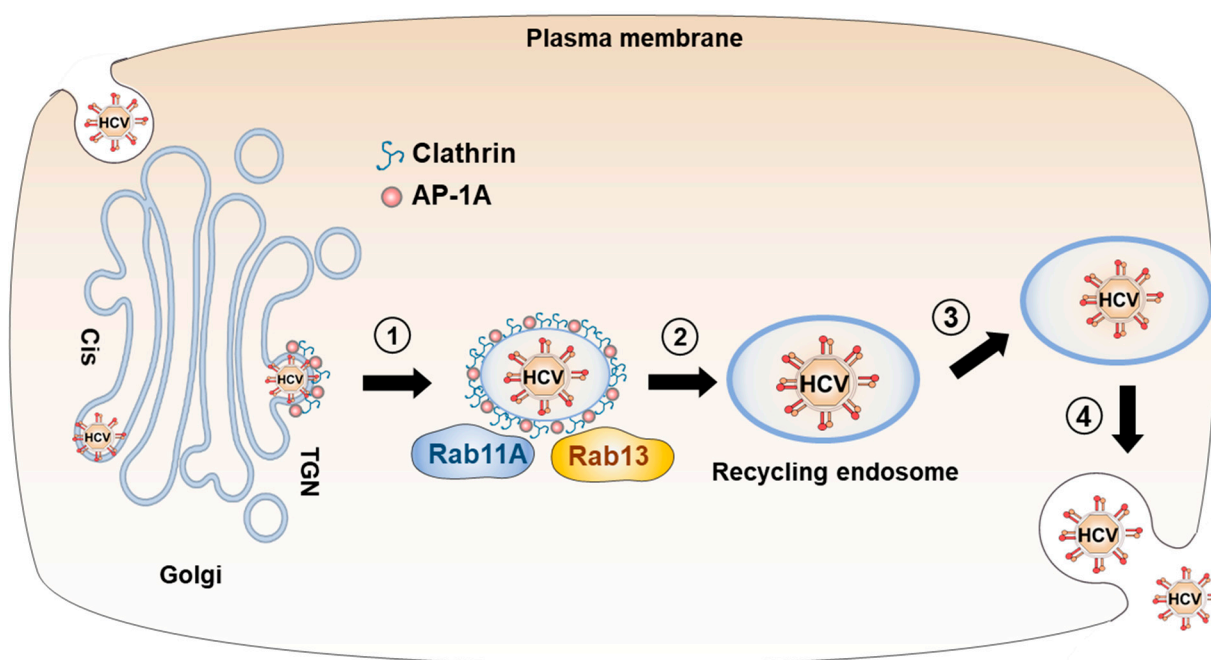 Plasma membrane
HCV
Clathrin
AP-1A
Cis
HCV
HCV
TGN
Golgi
1
HCV
Rab11A
Rab13
2
HCV
Recycling endosome
3
HCV
4
HCV
HCV